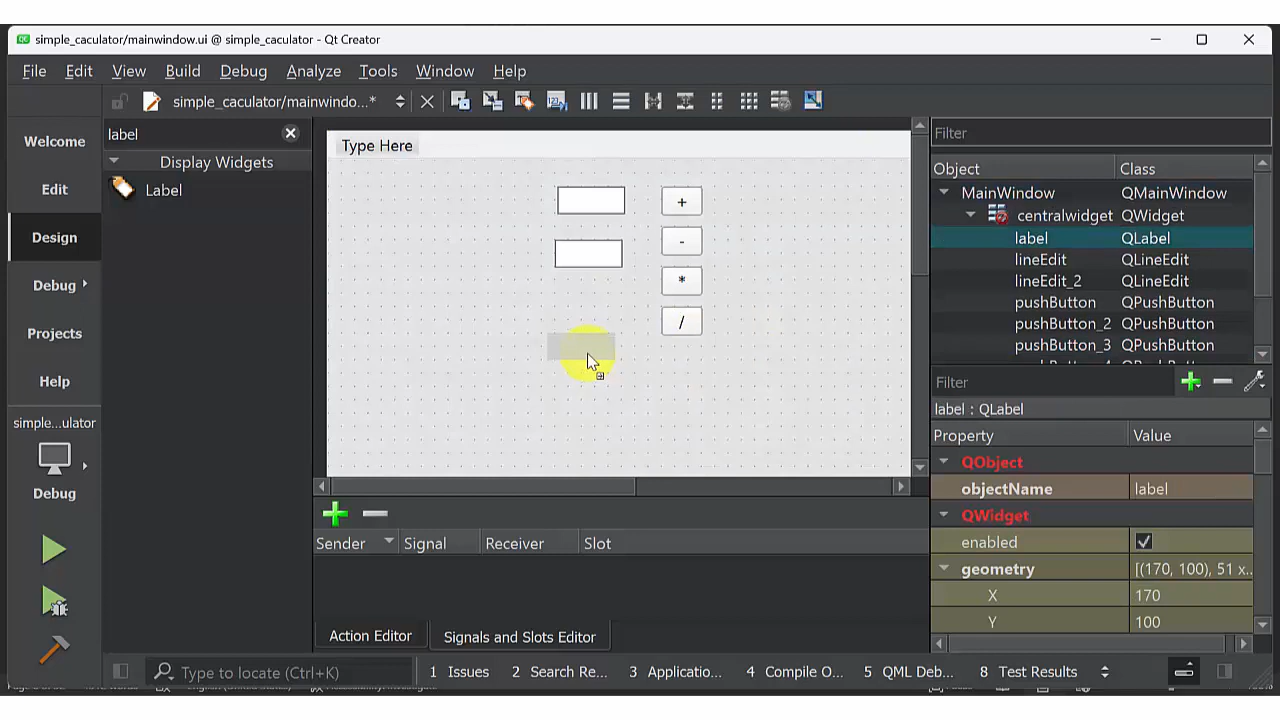 simple_caculator/mainwindow.ui @ simple_caculator - Qt Creator
File Edit View Build Debug Analyze Tools Window Help
simple_caculator/mainwindo...*
label
Display Widgets
Label
Welcome
Edit
Design
Debug
Projects
Help
simple...ulator
Debug
Type Here
+
-
*
/
Sender Signal Receiver Slot
Action Editor Signals and Slots Editor
Filter
Object Class
MainWindow QMainWindow
centralwidget QWidget
label QLabel
lineEdit QLineEdit
lineEdit_2 QLineEdit
pushButton QPushButton
pushButton_2 QPushButton
pushButton_3 QPushButton
Filter
label : QLabel
Property Value
QObject
objectName label
QWidget
enabled
geometry [(170, 100), 51 x...
X 170
Y 100
Type to locate (Ctrl+K) 1 Issues 2 Search Re... 3 Applicatio... 4 Compile O... 5 QML Deb... 8 Test Results